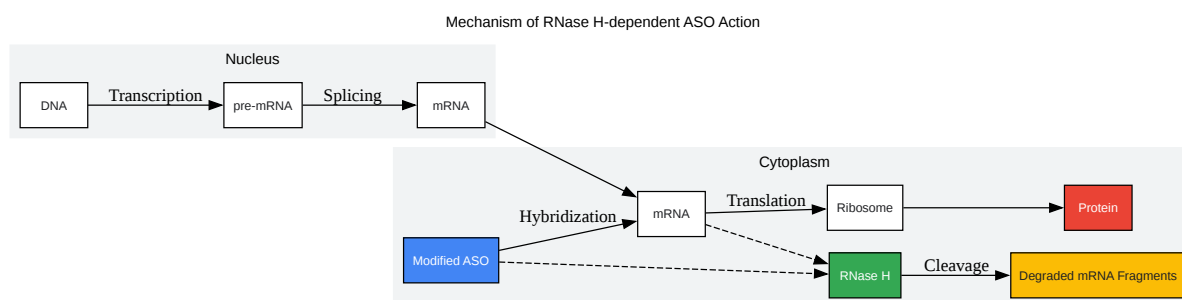 Mechanism of RNase H-dependent ASO Action
Nucleus
DNA
Transcription
pre-mRNA
Splicing
mRNA
Cytoplasm
Modified ASO
Hybridization
mRNA
Translation
Ribosome
Protein
RNase H
Cleavage
Degraded mRNA Fragments